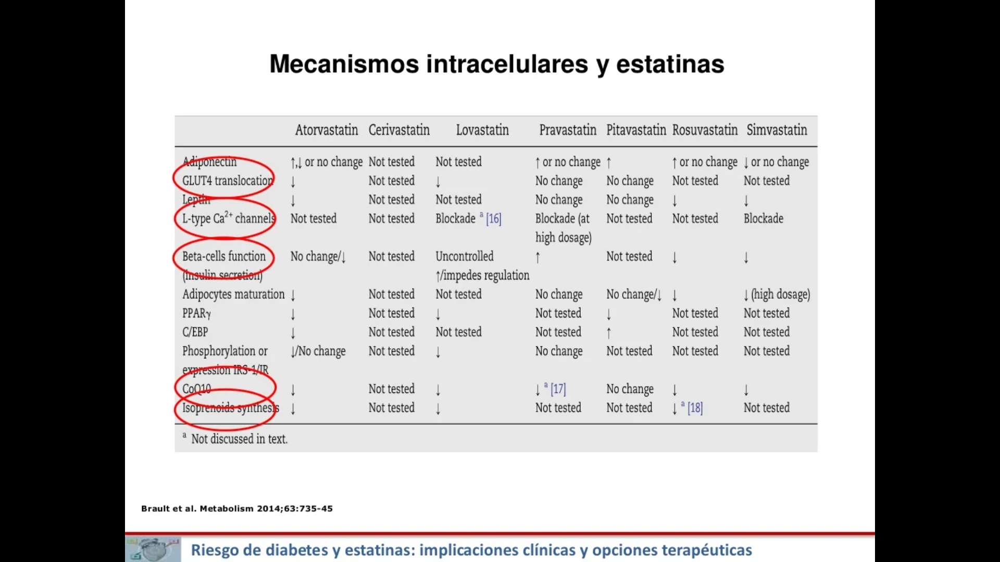 Mecanismos intracelulares y estatinas
Atorvastatin Cerivastatin Lovastatin Pravastatin Pitavastatin Rosuvastatin Simvastatin
Adiponectin ↑,↓ or no change Not tested Not tested ↑ or no change ↑ ↑ or no change ↓ or no change
GLUT4 translocation ↓ Not tested ↓ No change No change Not tested Not tested
Leptin ↓ Not tested Not tested No change No change ↓ ↓
L-type Ca²⁺ channels Not tested Not tested Blockade ᵃ [16] Blockade (at Not tested Not tested Blockade
high dosage)
Beta-cells function No change/↓ Not tested Uncontrolled ↑ Not tested ↓ ↓
(insulin secretion) ↑/impedes regulation
Adipocytes maturation ↓ Not tested Not tested No change No change/↓ ↓ ↓ (high dosage)
PPARγ ↓ Not tested ↓ Not tested ↓ Not tested Not tested
C/EBP ↓ Not tested Not tested Not tested ↑ Not tested Not tested
Phosphorylation or ↓/No change Not tested ↓ No change Not tested Not tested Not tested
expression IRS-1/IR
CoQ10 ↓ Not tested ↓ ↓ ᵃ [17] No change ↓ ↓
Isoprenoids synthesis ↓ Not tested ↓ Not tested Not tested ↓ ᵃ [18] Not tested
ᵃ Not discussed in text.
Brault et al. Metabolism 2014;63:735-45
Riesgo de diabetes y estatinas: implicaciones clínicas y opciones terapéuticas